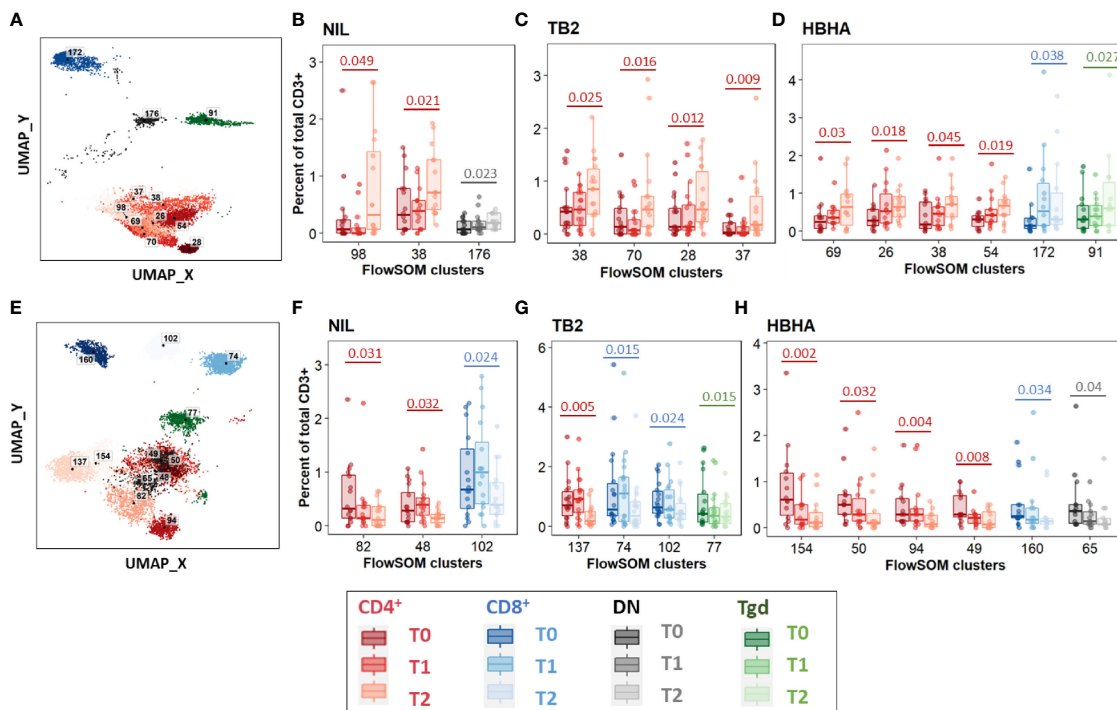 A
172
176
91
37
38
98
26
69
54
70
28
UMAP_Y
UMAP_X
B
NIL
Percent of total CD3+
3
2
1
0
0.049
0.021
0.023
98 38 176
FlowSOM clusters
C
TB2
3
2
1
0
0.025
0.016
0.012
0.009
38 70 28 37
FlowSOM clusters
D
HBHA
4
3
2
1
0
0.03
0.018
0.045
0.019
0.038
0.027
69 26 38 54 172 91
FlowSOM clusters
E
160
102
74
77
137
154
49
50
48
65
82
94
UMAP_Y
UMAP_X
F
NIL
Percent of total CD3+
3
2
1
0
0.031
0.032
0.024
82 48 102
FlowSOM clusters
G
TB2
6
4
2
0
0.005
0.015
0.024
0.015
137 74 102 77
FlowSOM clusters
H
HBHA
4
3
2
1
0
0.002
0.032
0.004
0.008
0.034
0.04
154 50 94 49 160 65
FlowSOM clusters
CD4+ CD8+ DN Tgd
T0 T0 T0 T0
T1 T1 T1 T1
T2 T2 T2 T2